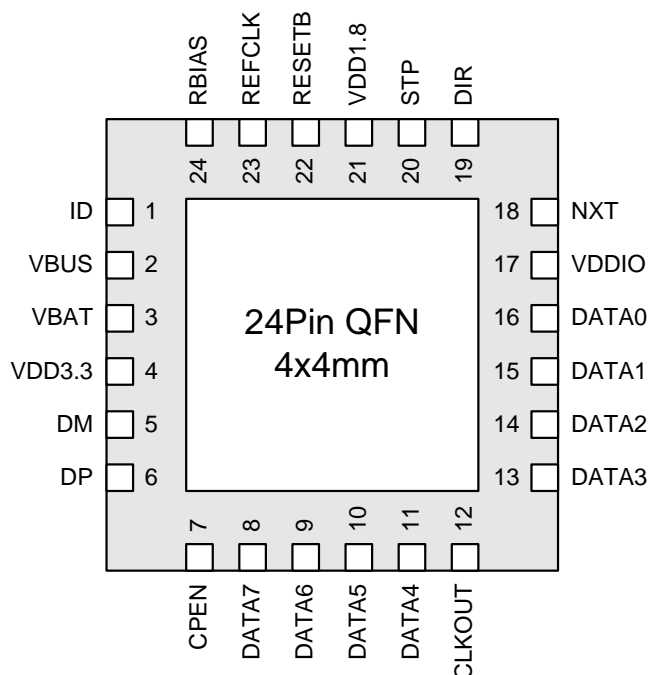 RBIAS
REFCLK
RESETB
VDD1.8
STP
DIR
24
23
22
21
20
19
ID 1
VBUS 2
VBAT 3
VDD3.3 4
DM 5
DP 6
24Pin QFN
4x4mm
18 NXT
17 VDDIO
16 DATA0
15 DATA1
14 DATA2
13 DATA3
7
8
9
10
11
12
CPEN
DATA7
DATA6
DATA5
DATA4
CLKOUT